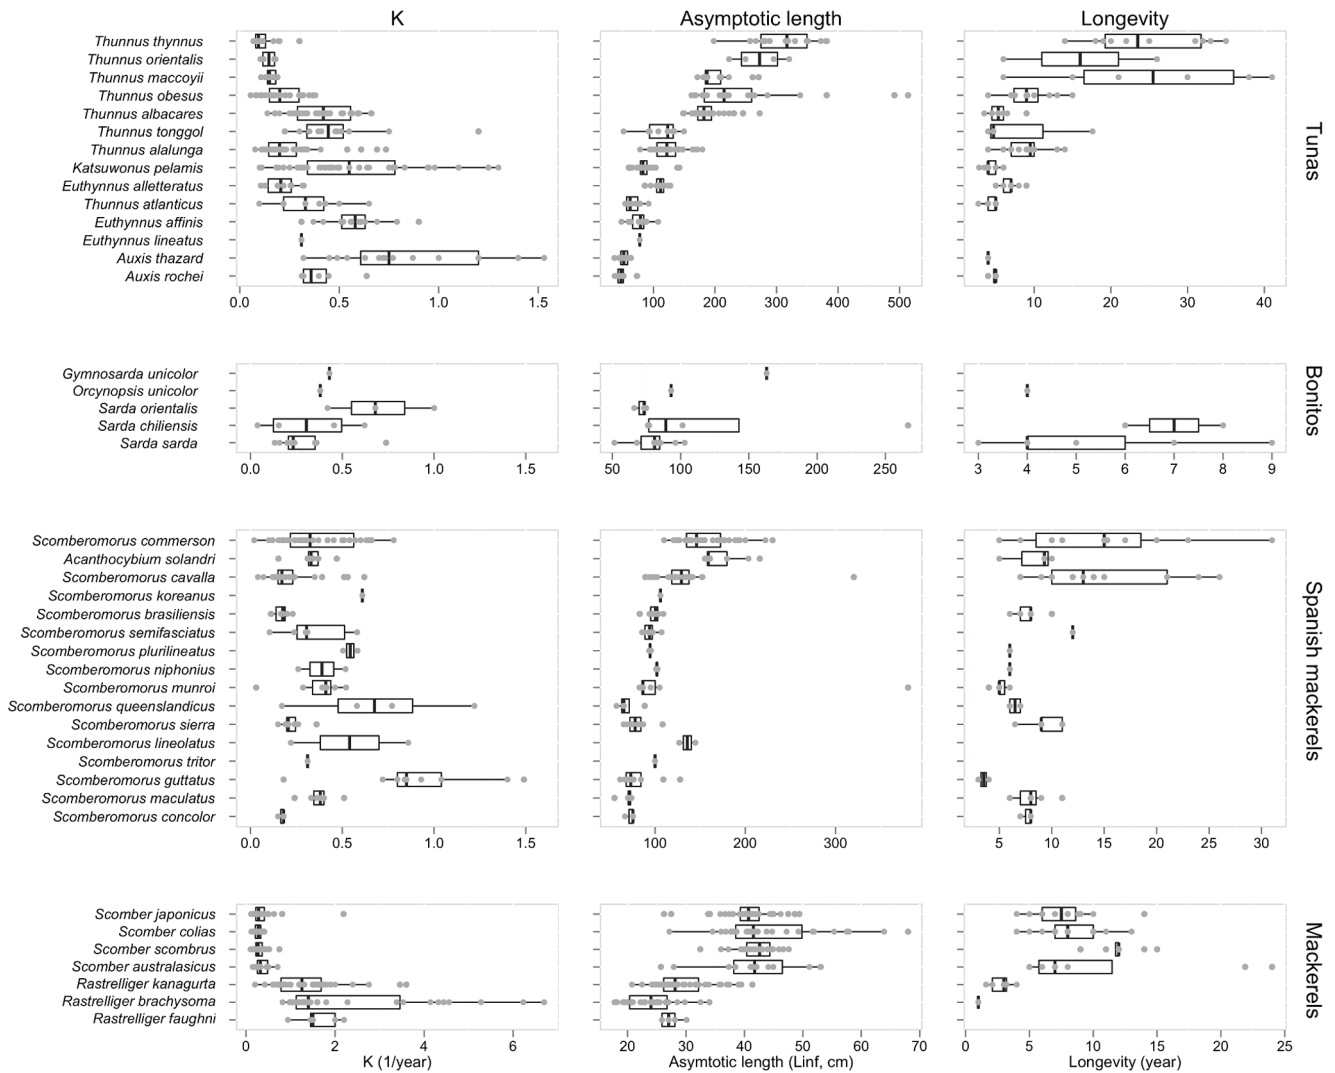 K Asymptotic length Longevity
Thunnus thynnus
Thunnus orientalis
Thunnus maccoyii
Thunnus obesus
Thunnus albacares
Thunnus tonggol
Thunnus alalunga
Katsuwonus pelamis
Euthynnus alletteratus
Thunnus atlanticus
Euthynnus affinis
Euthynnus lineatus
Auxis thazard
Auxis rochei
Tunas
0.0 0.5 1.0 1.5 100 200 300 400 500 10 20 30 40
Gymnosarda unicolor
Orcynopsis unicolor
Sarda orientalis
Sarda chiliensis
Sarda sarda
Bonitos
0.0 0.5 1.0 1.5 50 100 150 200 250 3 4 5 6 7 8 9
Scomberomorus commerson
Acanthocybium solandri
Scomberomorus cavalla
Scomberomorus koreanus
Scomberomorus brasiliensis
Scomberomorus semifasciatus
Scomberomorus plurilineatus
Scomberomorus niphonius
Scomberomorus munroi
Scomberomorus queenslandicus
Scomberomorus sierra
Scomberomorus lineolatus
Scomberomorus tritor
Scomberomorus guttatus
Scomberomorus maculatus
Scomberomorus concolor
Spanish mackerels
0.0 0.5 1.0 1.5 100 200 300 5 10 15 20 25 30
Scomber japonicus
Scomber colias
Scomber scombrus
Scomber australasicus
Rastrelliger kanagurta
Rastrelliger brachysoma
Rastrelliger faughni
Mackerels
0 2 4 6 20 30 40 50 60 70 0 5 10 15 20 25
K (1/year) Asymtotic length (Linf, cm) Longevity (year)